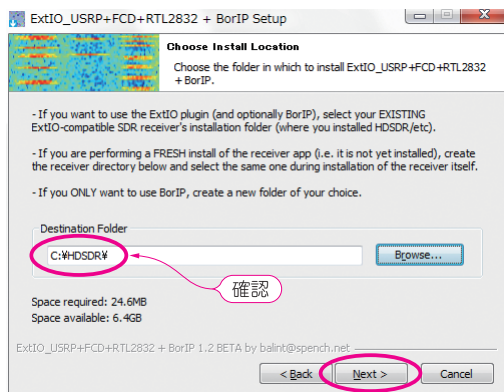 ExtIO_USRP+FCD+RTL2832 + BorIP Setup
Choose Install Location
Choose the folder in which to install ExtIO_USRP+FCD+RTL2832
+ BorIP.
- If you want to use the ExtIO plugin (and optionally BorIP), select your EXISTING
ExtIO-compatible SDR receiver's installation folder (where you installed HDSDR/etc).
- If you are performing a FRESH install of the receiver app (i.e. it is not yet installed), create
the receiver directory below and select the same one during installation of the receiver itself.
- If you ONLY want to use BorIP, create a new folder of your choice.
Destination Folder
C:¥HDSDR¥
Browse...
確認
Space required: 24.6MB
Space available: 6.4GB
ExtIO_USRP+FCD+RTL2832 + BorIP 1.2 BETA by balint@spench.net
< Back
Next >
Cancel